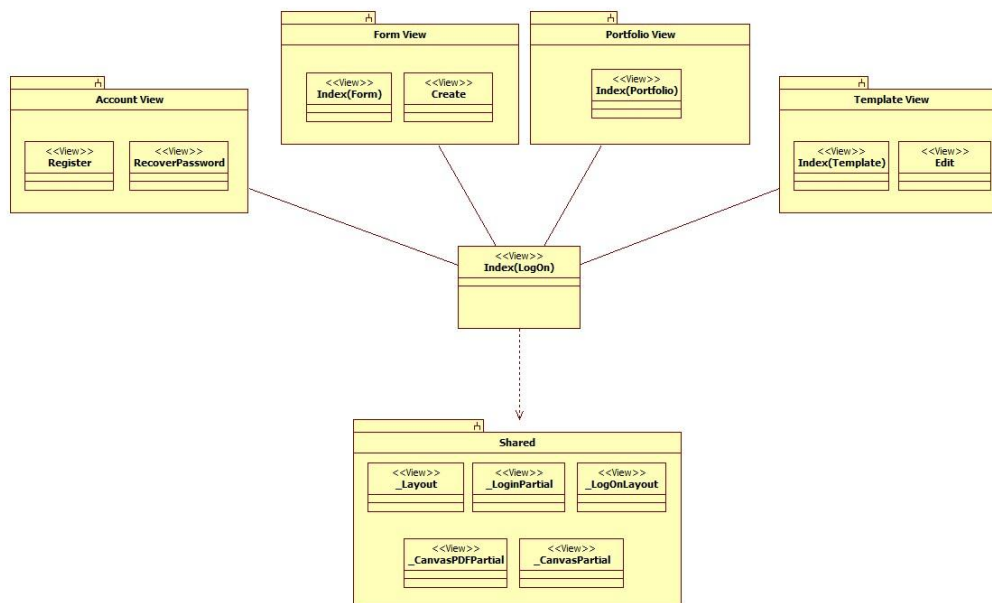 Form View
<<View>>
Index(Form)
<<View>>
Create
Portfolio View
<<View>>
Index(Portfolio)
Account View
<<View>>
Register
<<View>>
RecoverPassword
Template View
<<View>>
Index(Template)
<<View>>
Edit
<<View>>
Index(LogOn)
Shared
<<View>>
_Layout
<<View>>
_LoginPartial
<<View>>
_LogOnLayout
<<View>>
_CanvasPDFPartial
<<View>>
_CanvasPartial